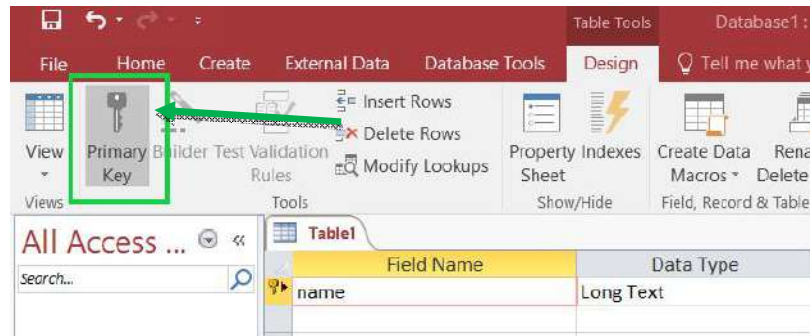 Table Tools Database1 :
File Home Create External Data Database Tools Design Tell me what y
Insert Rows
Delete Rows
Modify Lookups
View Primary Key Builder Test Validation Rules Property Sheet Indexes Create Data Macros Rena Delete
Views Tools Show/Hide Field, Record & Table
All Access ... «
Search...
Table1
Field Name Data Type
name Long Text